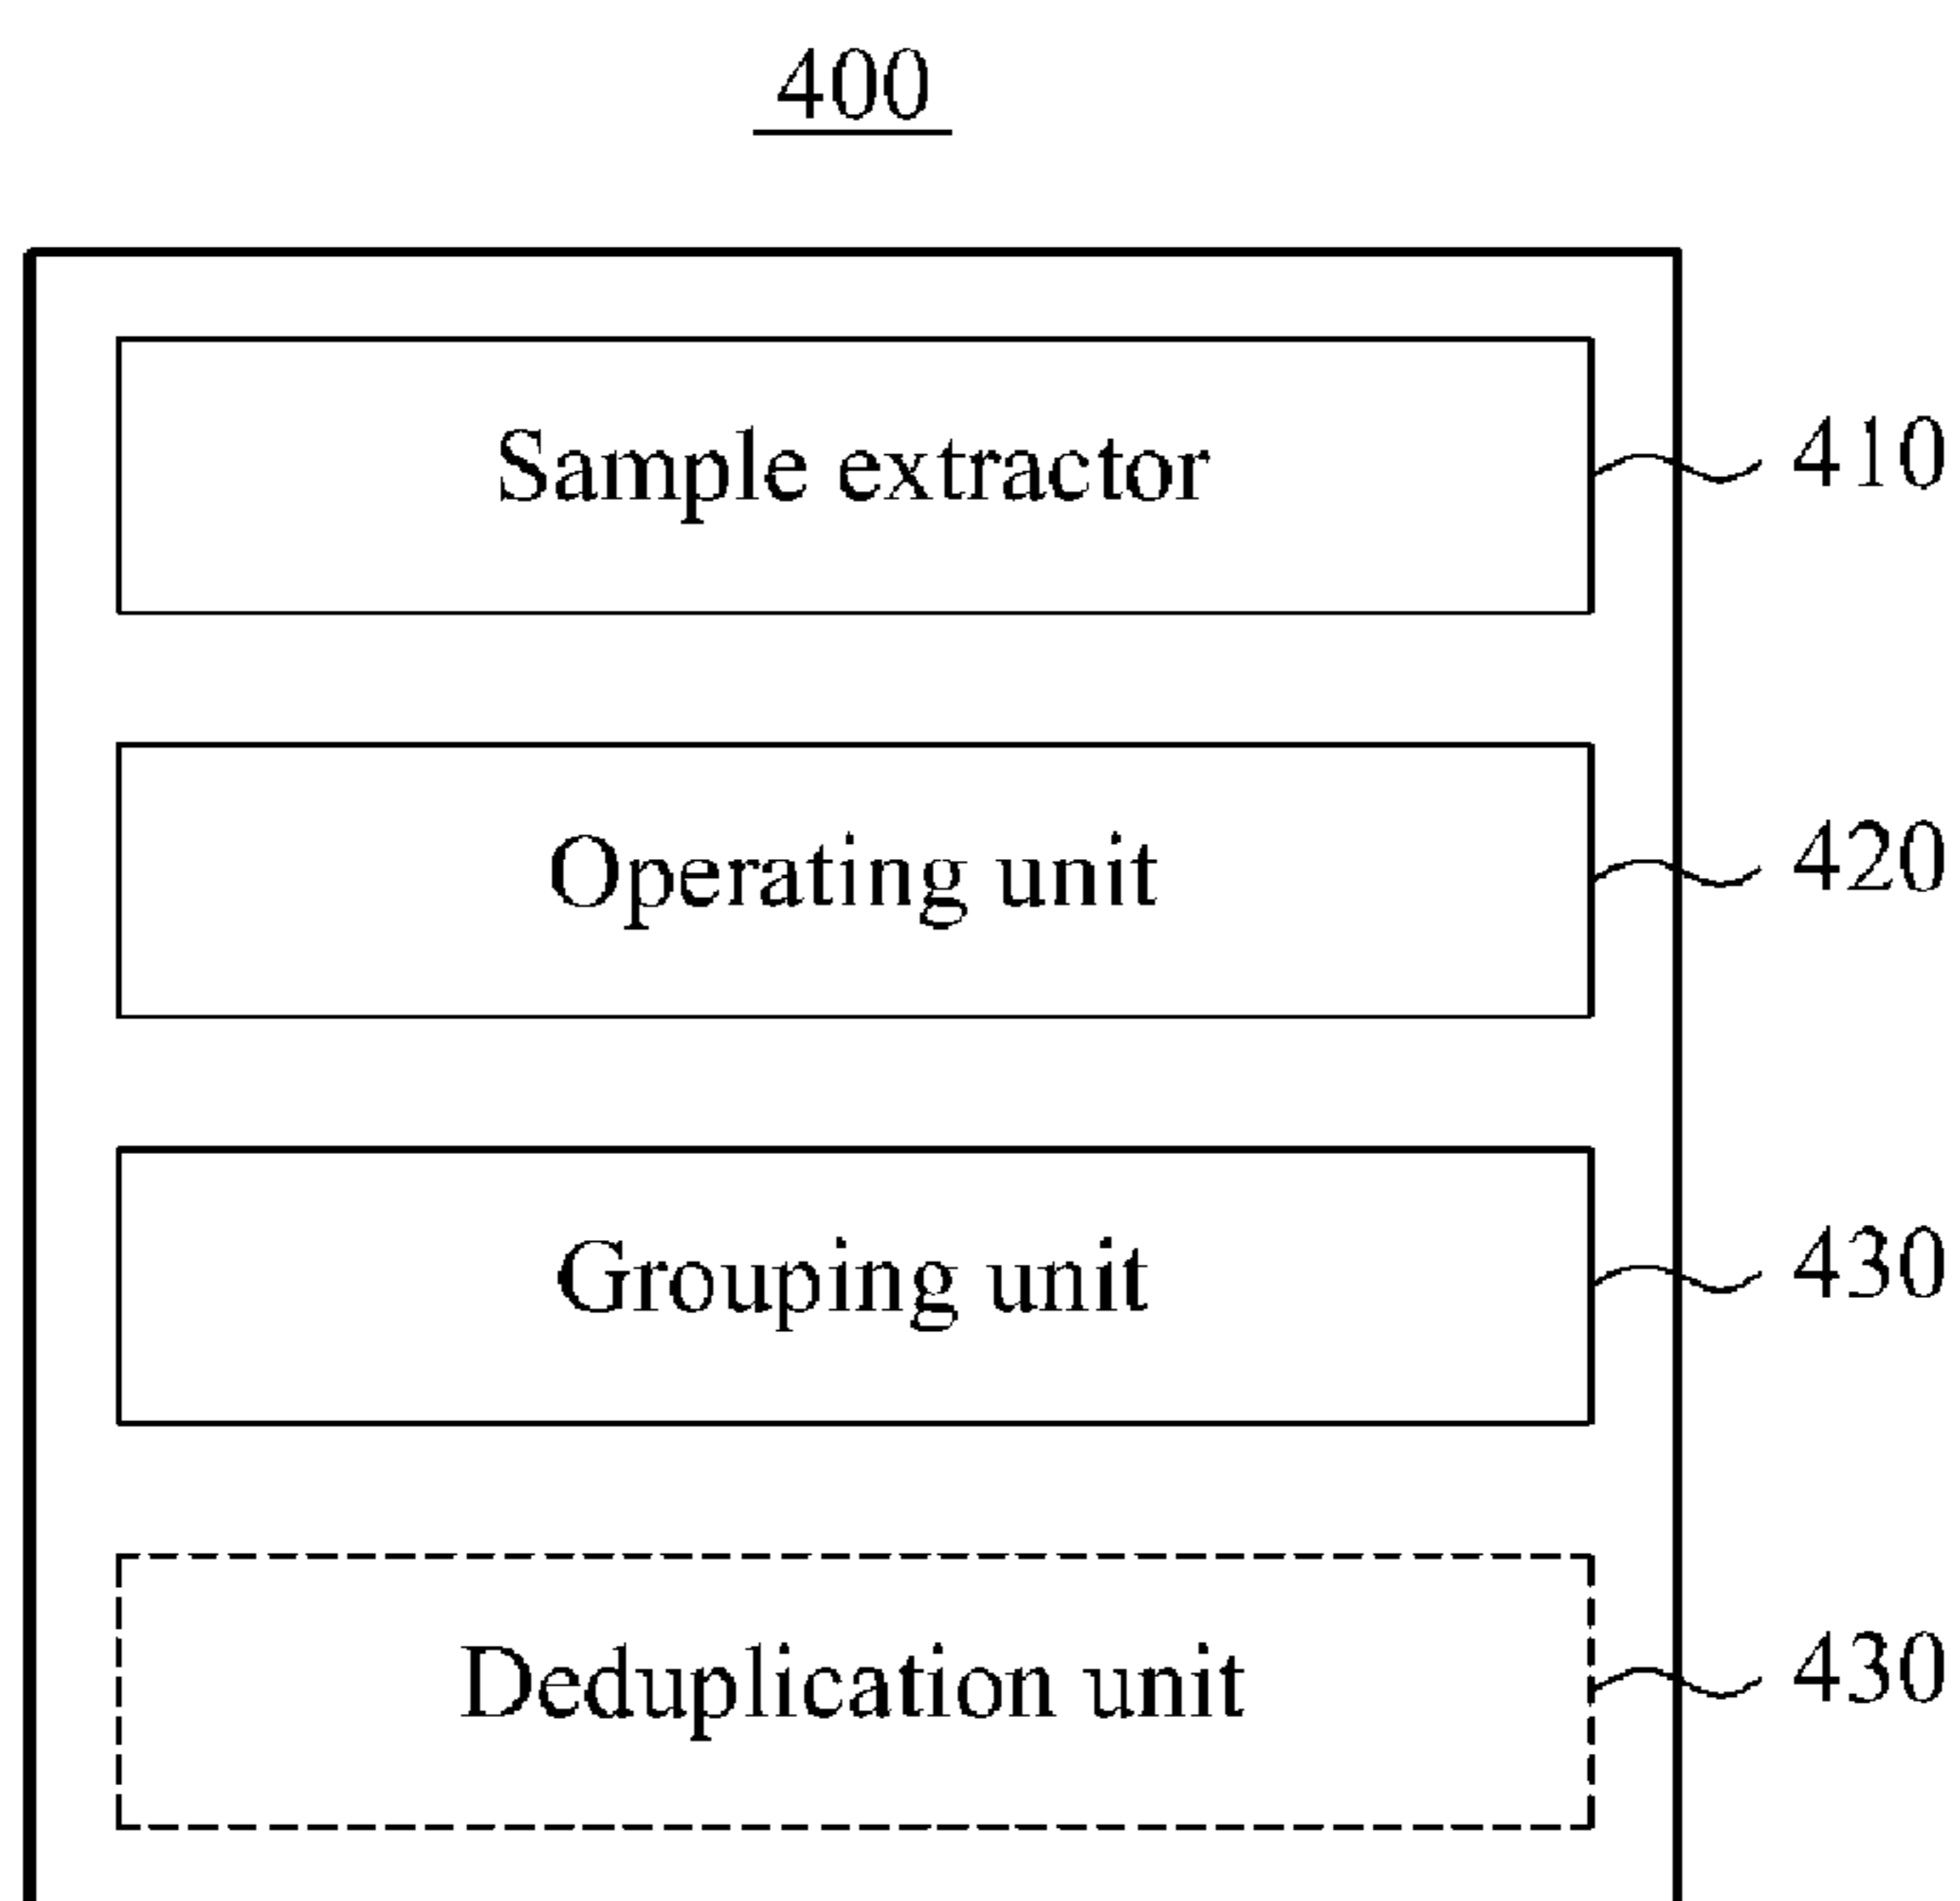 400
Sample extractor
410
Operating unit
420
Grouping unit
430
Deduplication unit
430